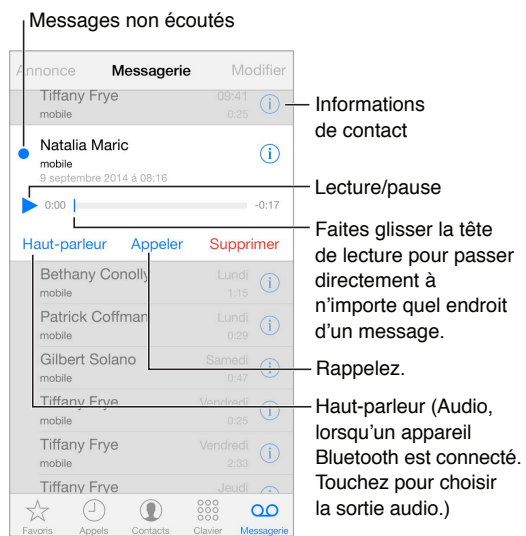 Messages non écoutés
Annonce Messagerie Modifier
Tiffany Frye 09:41
mobile 0:25
Informations
de contact
Natalia Maric
mobile
9 septembre 2014 á 08:16
Lecture/pause
0:00 -0:17
Faites glisser la tête
de lecture pour passer
directement à
n'importe quel endroit
d'un message.
Haut-parleur Appeler Supprimer
Bethany Conolly Lundi
mobile 1:15
Patrick Coffman Lundi
mobile 0:29
Gilbert Solano Samedi
mobile 0:47
Rappelez.
Tiffany Frye Vendredi
mobile 0:25
Haut-parleur (Audio,
lorsqu'un appareil
Bluetooth est connecté.
Touchez pour choisir
la sortie audio.)
Tiffany Frye Vendredi
mobile 2:33
Tiffany Frye Jeudi
Favoris Appels Contacts Clavier Messagerie